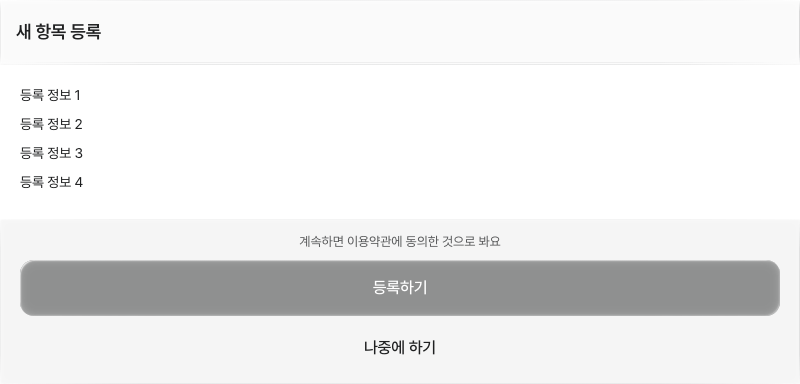 새 항목 등록
등록 정보 1
등록 정보 2
등록 정보 3
등록 정보 4
계속하면 이용약관에 동의한 것으로 봐요
등록하기
나중에 하기